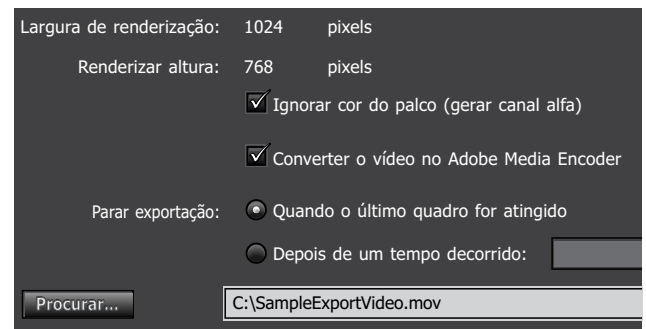 Largura de renderização: 1024 pixels
Renderizar altura: 768 pixels
Ignorar cor do palco (gerar canal alfa)
Converter o vídeo no Adobe Media Encoder
Parar exportação: Quando o último quadro for atingido
Depois de um tempo decorrido:
Procurar... C:\SampleExportVideo.mov